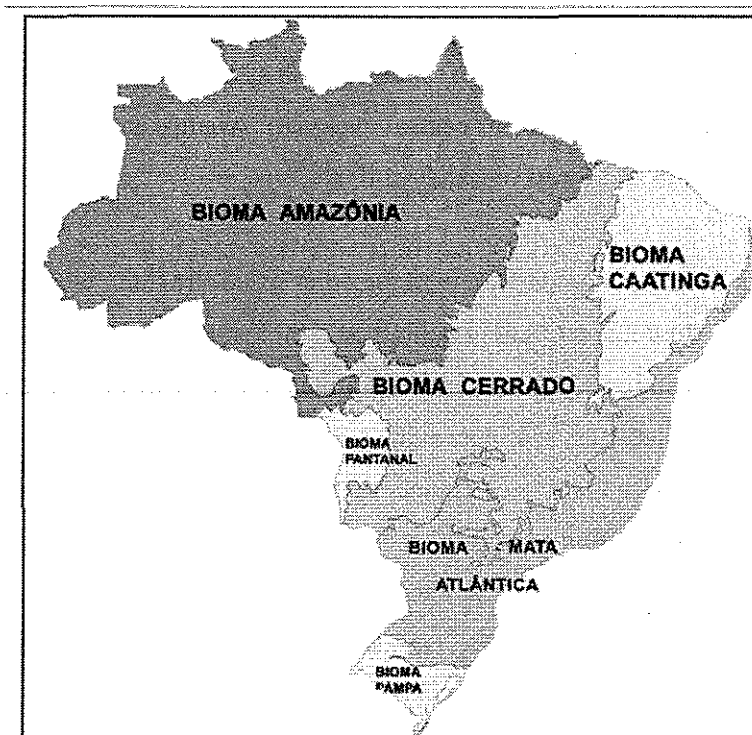 BIOMA AMAZÔNIA
BIOMA
CAATINGA
BIOMA CERRADO
BIOMA
PANTANAL
BIOMA - MATA
ATLÂNTICA
BIOMA
PAMPA